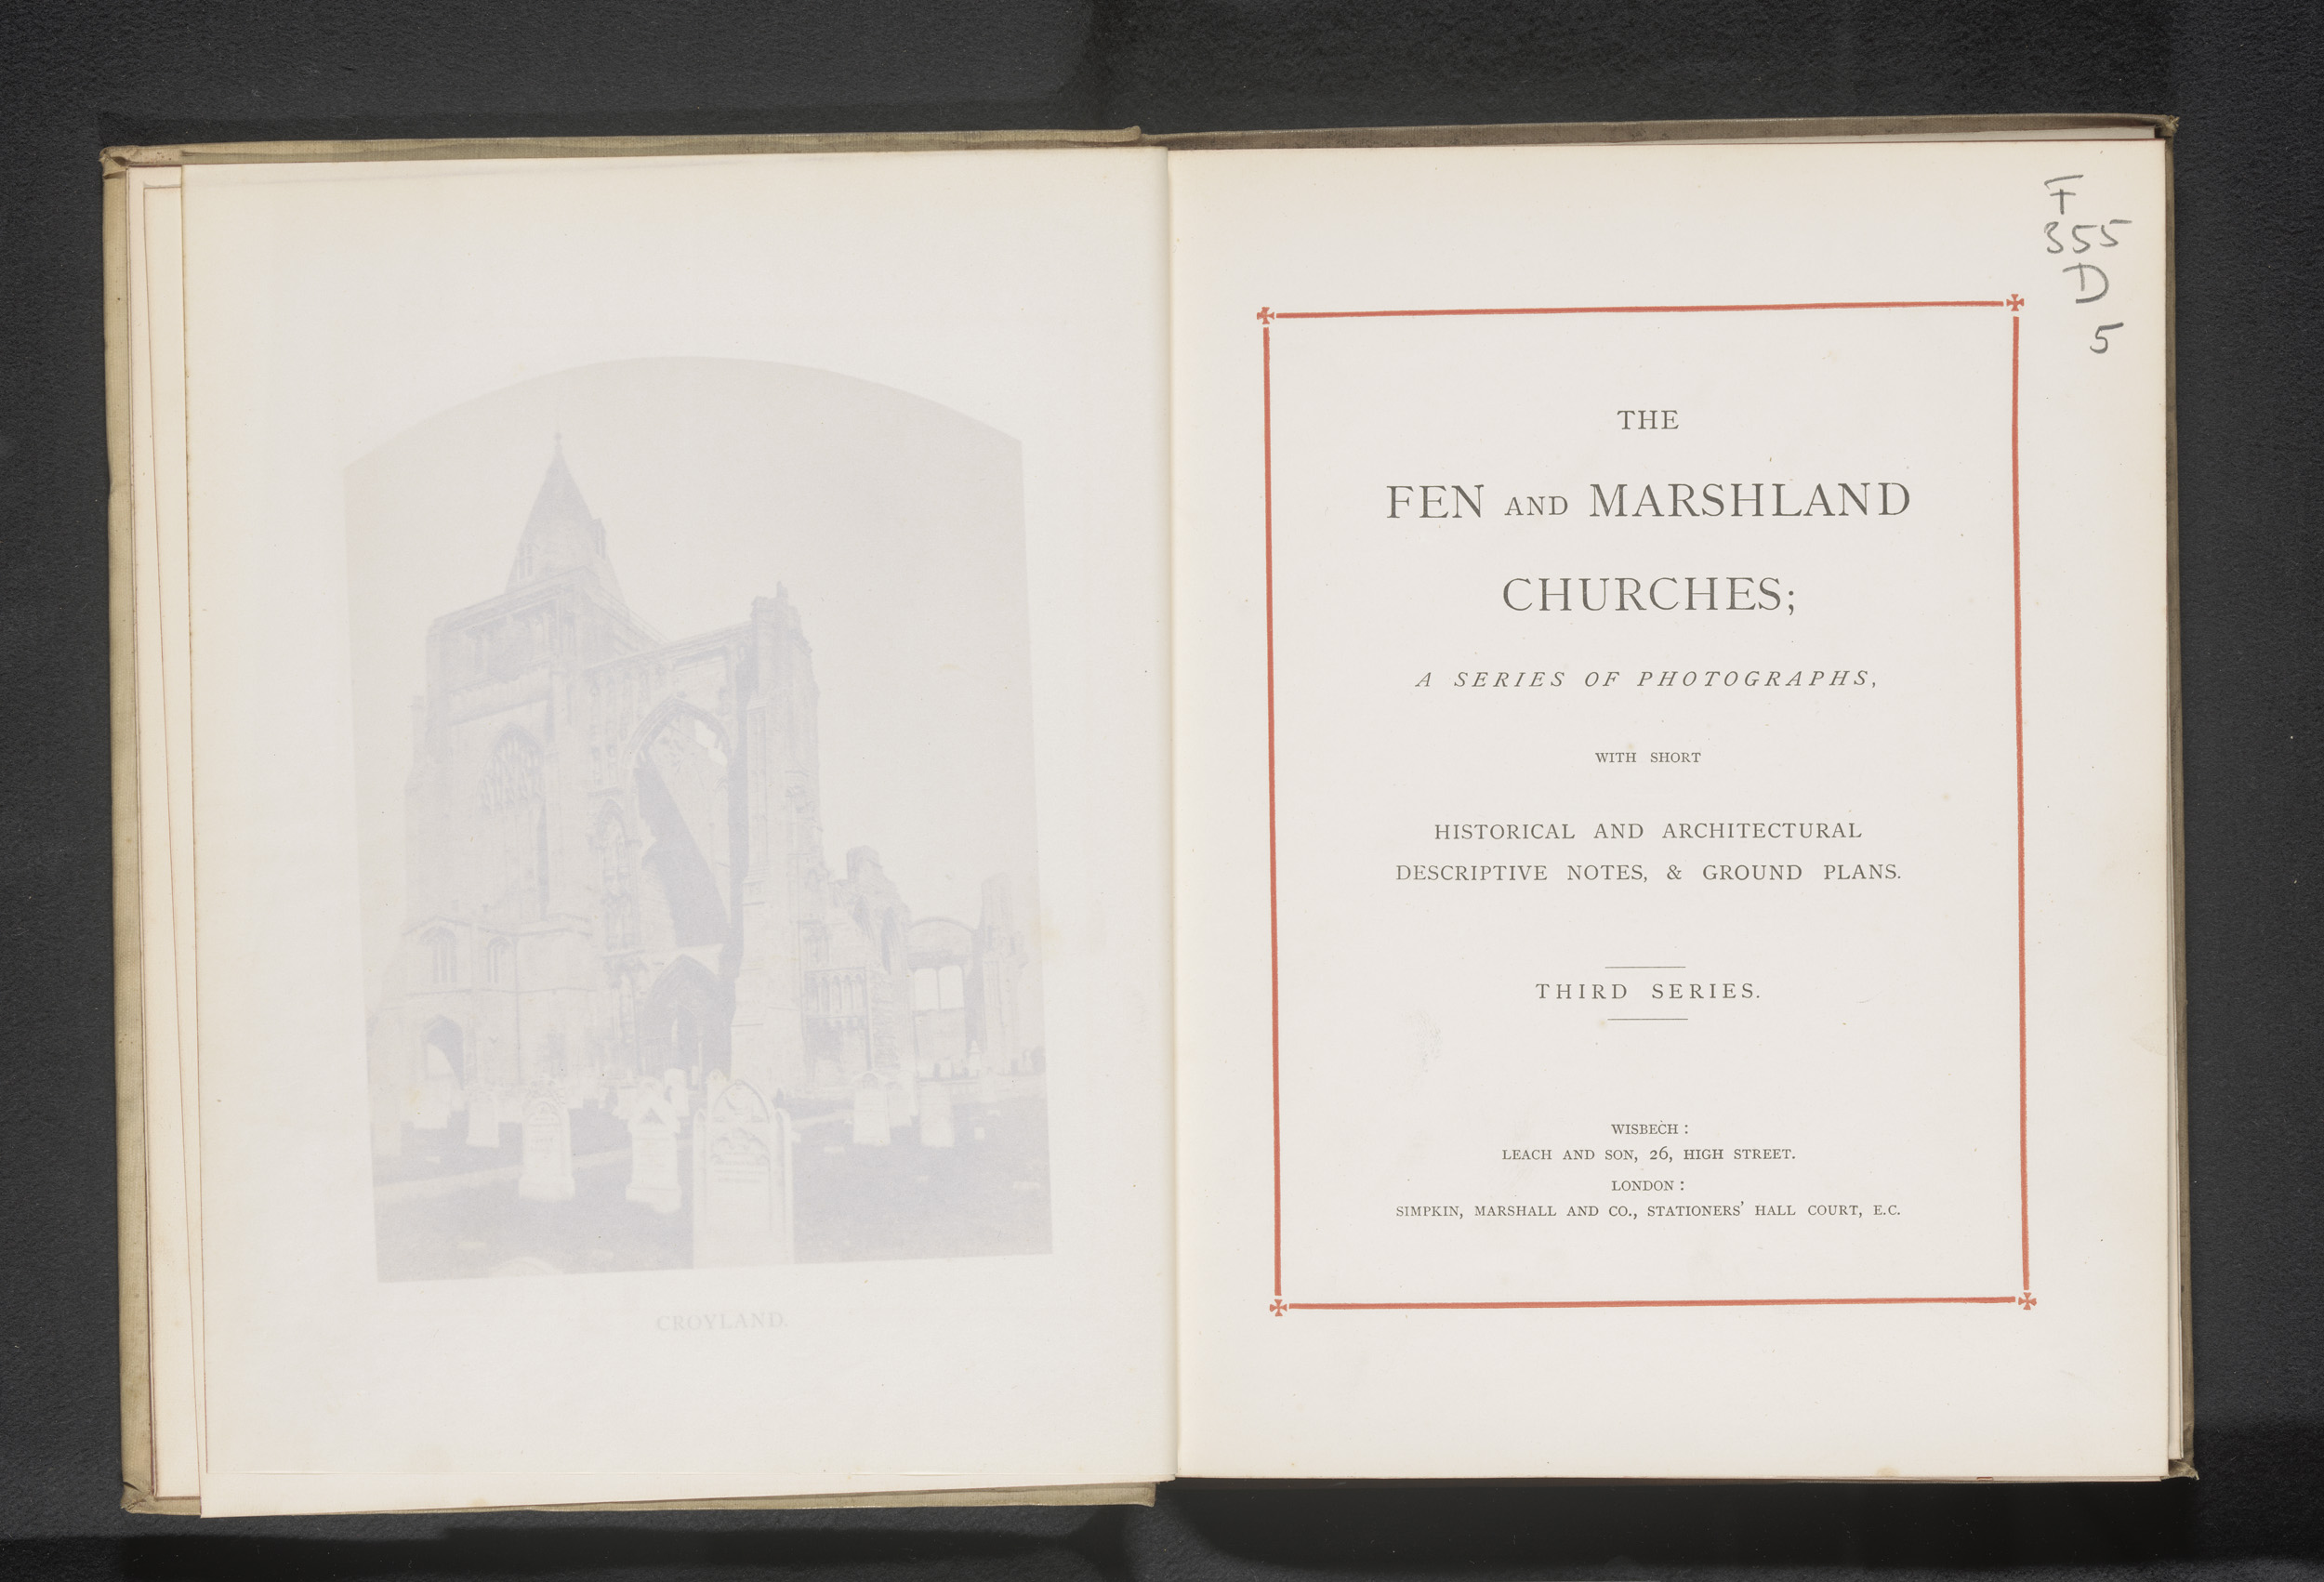 CROYLAND.
F
355
D
5
THE
FEN AND MARSHLAND
CHURCHES;
A SERIES OF PHOTOGRAPHS,
WITH SHORT
HISTORICAL AND ARCHITECTURAL
DESCRIPTIVE NOTES, & GROUND PLANS.
THIRD SERIES.
WISBECH :
LEACH AND SON, 26, HIGH STREET.
LONDON :
SIMPKIN, MARSHALL AND CO., STATIONERS' HALL COURT, E.C.